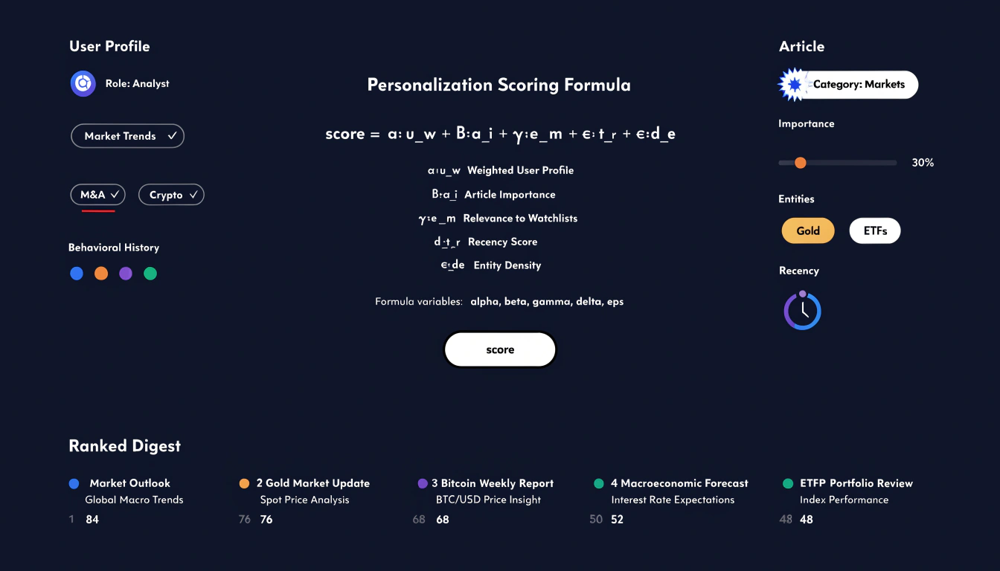 User Profile
Role: Analyst
Market Trends
M&A
Crypto
Behavioral History
Personalization Scoring Formula
score = a: u_w + B:a_i + γ:e_m + є: t_r + є:d_e
a:u_w Weighted User Profile
B:a_i Article Importance
γ:e_m Relevance to Watchlists
d:t_r Recency Score
є:de Entity Density
Formula variables: alpha, beta, gamma, delta, eps
score
Article
Category: Markets
Importance
30%
Entities
Gold
ETFs
Recency
Ranked Digest
Market Outlook
Global Macro Trends
1 84
2 Gold Market Update
Spot Price Analysis
76 76
3 Bitcoin Weekly Report
BTC/USD Price Insight
68 68
4 Macroeconomic Forecast
Interest Rate Expectations
50 52
ETFP Portfolio Review
Index Performance
48 48